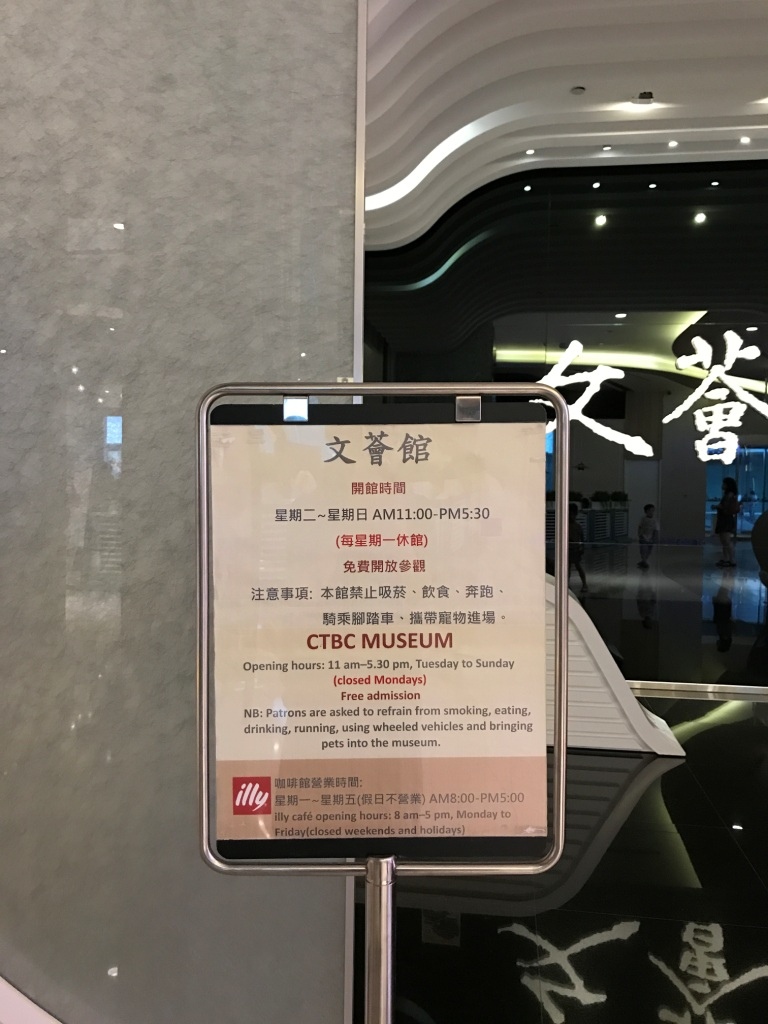 文薈
文薈館
開館時間
星期二~星期日 AM11:00-PM5:30
(每星期一休館)
免費開放參觀
注意事項: 本館禁止吸菸、飲食、奔跑、
騎乘腳踏車、攜帶寵物進場。
CTBC MUSEUM
Opening hours: 11 am–5.30 pm, Tuesday to Sunday
(closed Mondays)
Free admission
NB: Patrons are asked to refrain from smoking, eating,
drinking, running, using wheeled vehicles and bringing
pets into the museum.
illy
咖啡館營業時間:
星期一~星期五(假日不營業) AM8:00-PM5:00
illy café opening hours: 8 am–5 pm, Monday to
Friday(closed weekends and holidays)